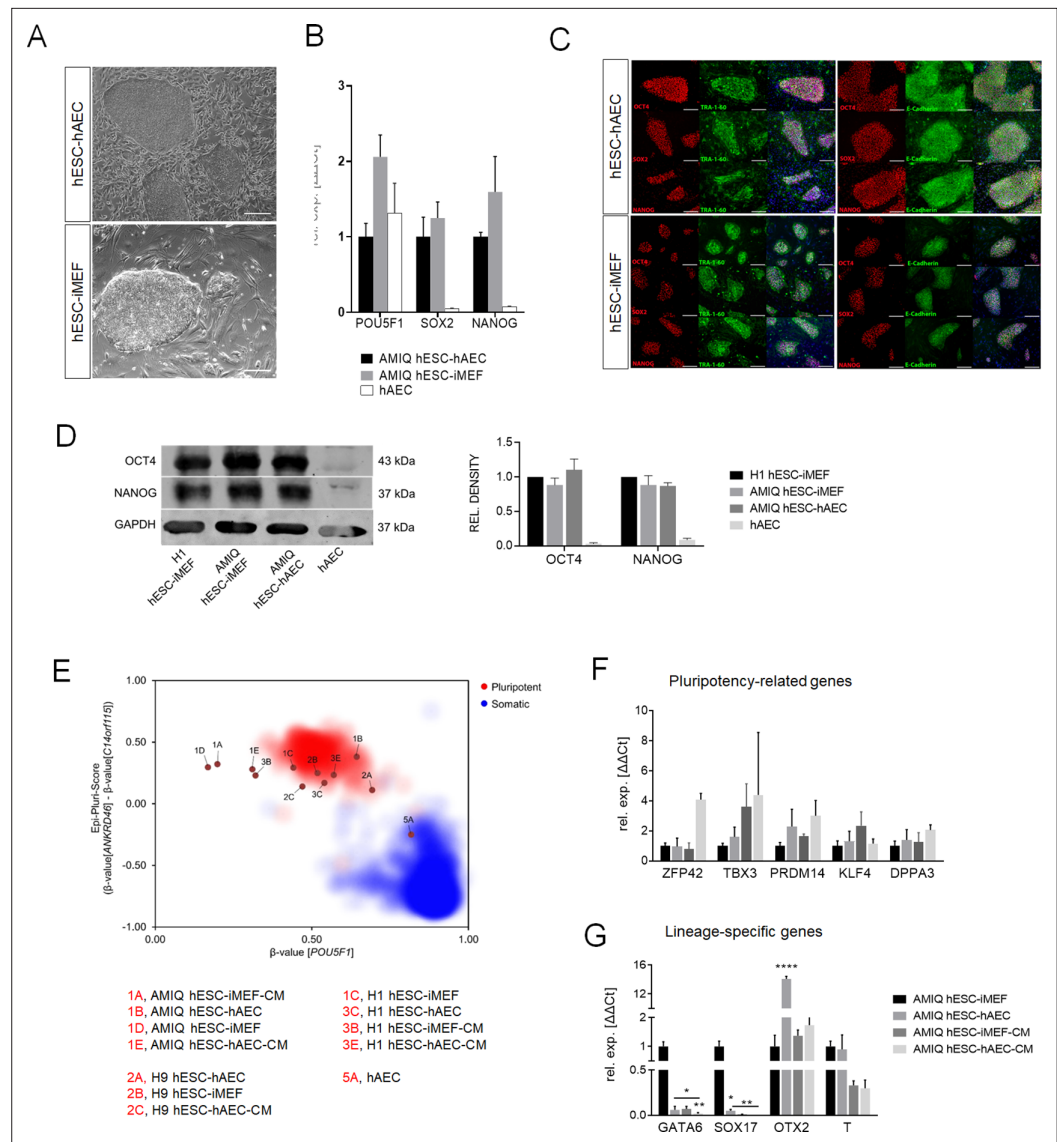 A
hESC-hAEC
hESC-iMEF
B
rel. exp. [ΔΔCt]
3
2
1
0
POU5F1 SOX2 NANOG
AMIQ hESC-hAEC
AMIQ hESC-iMEF
hAEC
C
hESC-hAEC
hESC-iMEF
OCT4 TRA-1-60 OCT4 E-Cadherin
SOX2 TRA-1-60 SOX2 E-Cadherin
NANOG TRA-1-60 NANOG E-Cadherin
OCT4 TRA-1-60 OCT4 E-Cadherin
SOX2 TRA-1-60 SOX2 E-Cadherin
NANOG TRA-1-60 NANOG E-Cadherin
D
OCT4 43 kDa
NANOG 37 kDa
GAPDH 37 kDa
H1 hESC-iMEF
AMIQ hESC-iMEF
AMIQ hESC-hAEC
hAEC
REL. DENSITY
1.5
1.0
0.5
0.0
OCT4 NANOG
H1 hESC-iMEF
AMIQ hESC-iMEF
AMIQ hESC-hAEC
hAEC
E
Epi-Pluri-Score
(β-value[ANKRD46] - β-value[C14orf115])
1.00
0.50
0.00
-0.50
-1.00
0.00 0.50 1.00
β-value [POU5F1]
Pluripotent
Somatic
1D
1A
1E
3B
1C
2B
3E
1B
2C
3C
2A
5A
1A, AMIQ hESC-iMEF-CM
1B, AMIQ hESC-hAEC
1D, AMIQ hESC-iMEF
1E, AMIQ hESC-hAEC-CM
2A, H9 hESC-hAEC
2B, H9 hESC-iMEF
2C, H9 hESC-hAEC-CM
1C, H1 hESC-iMEF
3C, H1 hESC-hAEC
3B, H1 hESC-iMEF-CM
3E, H1 hESC-hAEC-CM
5A, hAEC
F
Pluripotency-related genes
rel. exp. [ΔΔCt]
10
8
6
4
2
0
ZFP42 TBX3 PRDM14 KLF4 DPPA3
G
Lineage-specific genes
rel. exp. [ΔΔCt]
16
14
12
2
1
0.5
0.0
* ** * ** ****
GATA6 SOX17 OTX2 T
AMIQ hESC-iMEF
AMIQ hESC-hAEC
AMIQ hESC-iMEF-CM
AMIQ hESC-hAEC-CM